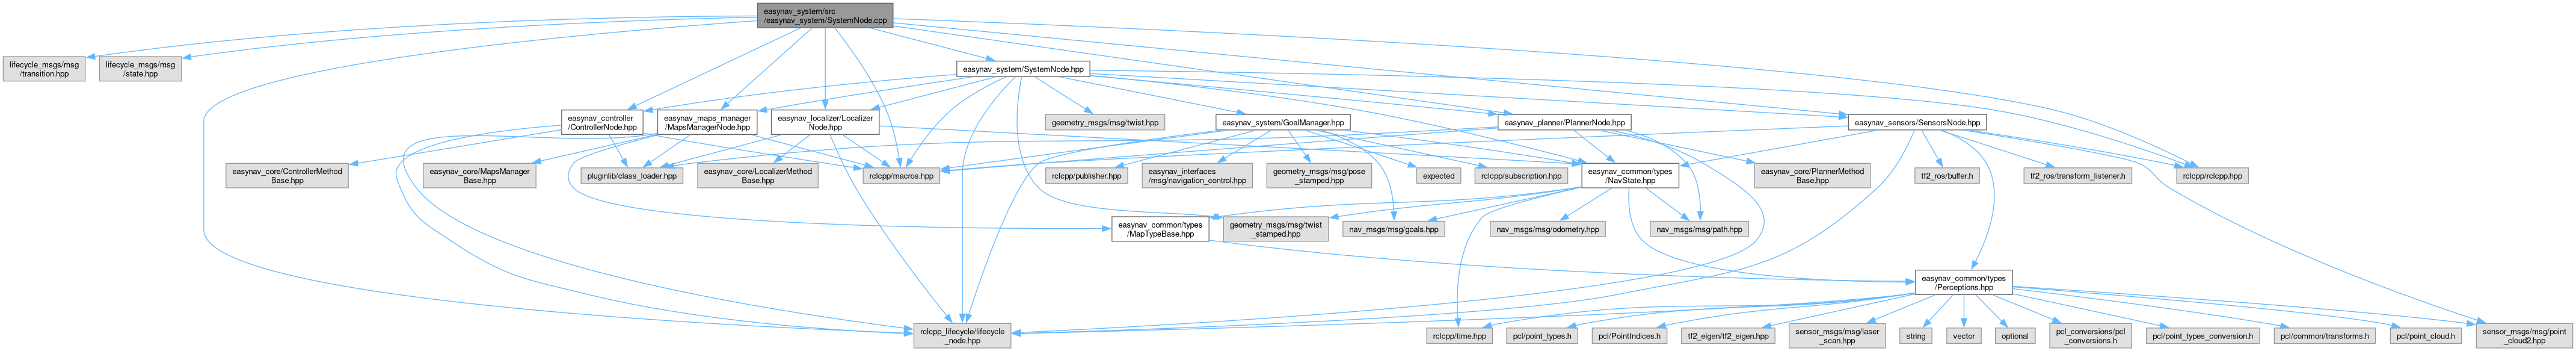 easynav_system/src
/easynav_system/SystemNode.cpp
lifecycle_msgs/msg
/transition.hpp
lifecycle_msgs/msg
/state.hpp
easynav_system/SystemNode.hpp
easynav_controller
/ControllerNode.hpp
easynav_maps_manager
/MapsManagerNode.hpp
easynav_localizer/Localizer
Node.hpp
geometry_msgs/msg/twist.hpp
easynav_system/GoalManager.hpp
easynav_planner/PlannerNode.hpp
easynav_sensors/SensorsNode.hpp
easynav_core/ControllerMethod
Base.hpp
easynav_core/MapsManager
Base.hpp
pluginlib/class_loader.hpp
easynav_core/LocalizerMethod
Base.hpp
rclcpp/macros.hpp
rclcpp/publisher.hpp
easynav_interfaces
/msg/navigation_control.hpp
geometry_msgs/msg/pose
_stamped.hpp
expected
rclcpp/subscription.hpp
easynav_common/types
/NavState.hpp
easynav_core/PlannerMethod
Base.hpp
tf2_ros/buffer.h
tf2_ros/transform_listener.h
rclcpp/rclcpp.hpp
easynav_common/types
/MapTypeBase.hpp
geometry_msgs/msg/twist
_stamped.hpp
nav_msgs/msg/goals.hpp
nav_msgs/msg/odometry.hpp
nav_msgs/msg/path.hpp
easynav_common/types
/Perceptions.hpp
rclcpp_lifecycle/lifecycle
_node.hpp
rclcpp/time.hpp
pcl/point_types.h
pcl/PointIndices.h
tf2_eigen/tf2_eigen.hpp
sensor_msgs/msg/laser
_scan.hpp
string
vector
optional
pcl_conversions/pcl
_conversions.h
pcl/point_types_conversion.h
pcl/common/transforms.h
pcl/point_cloud.h
sensor_msgs/msg/point
_cloud2.hpp